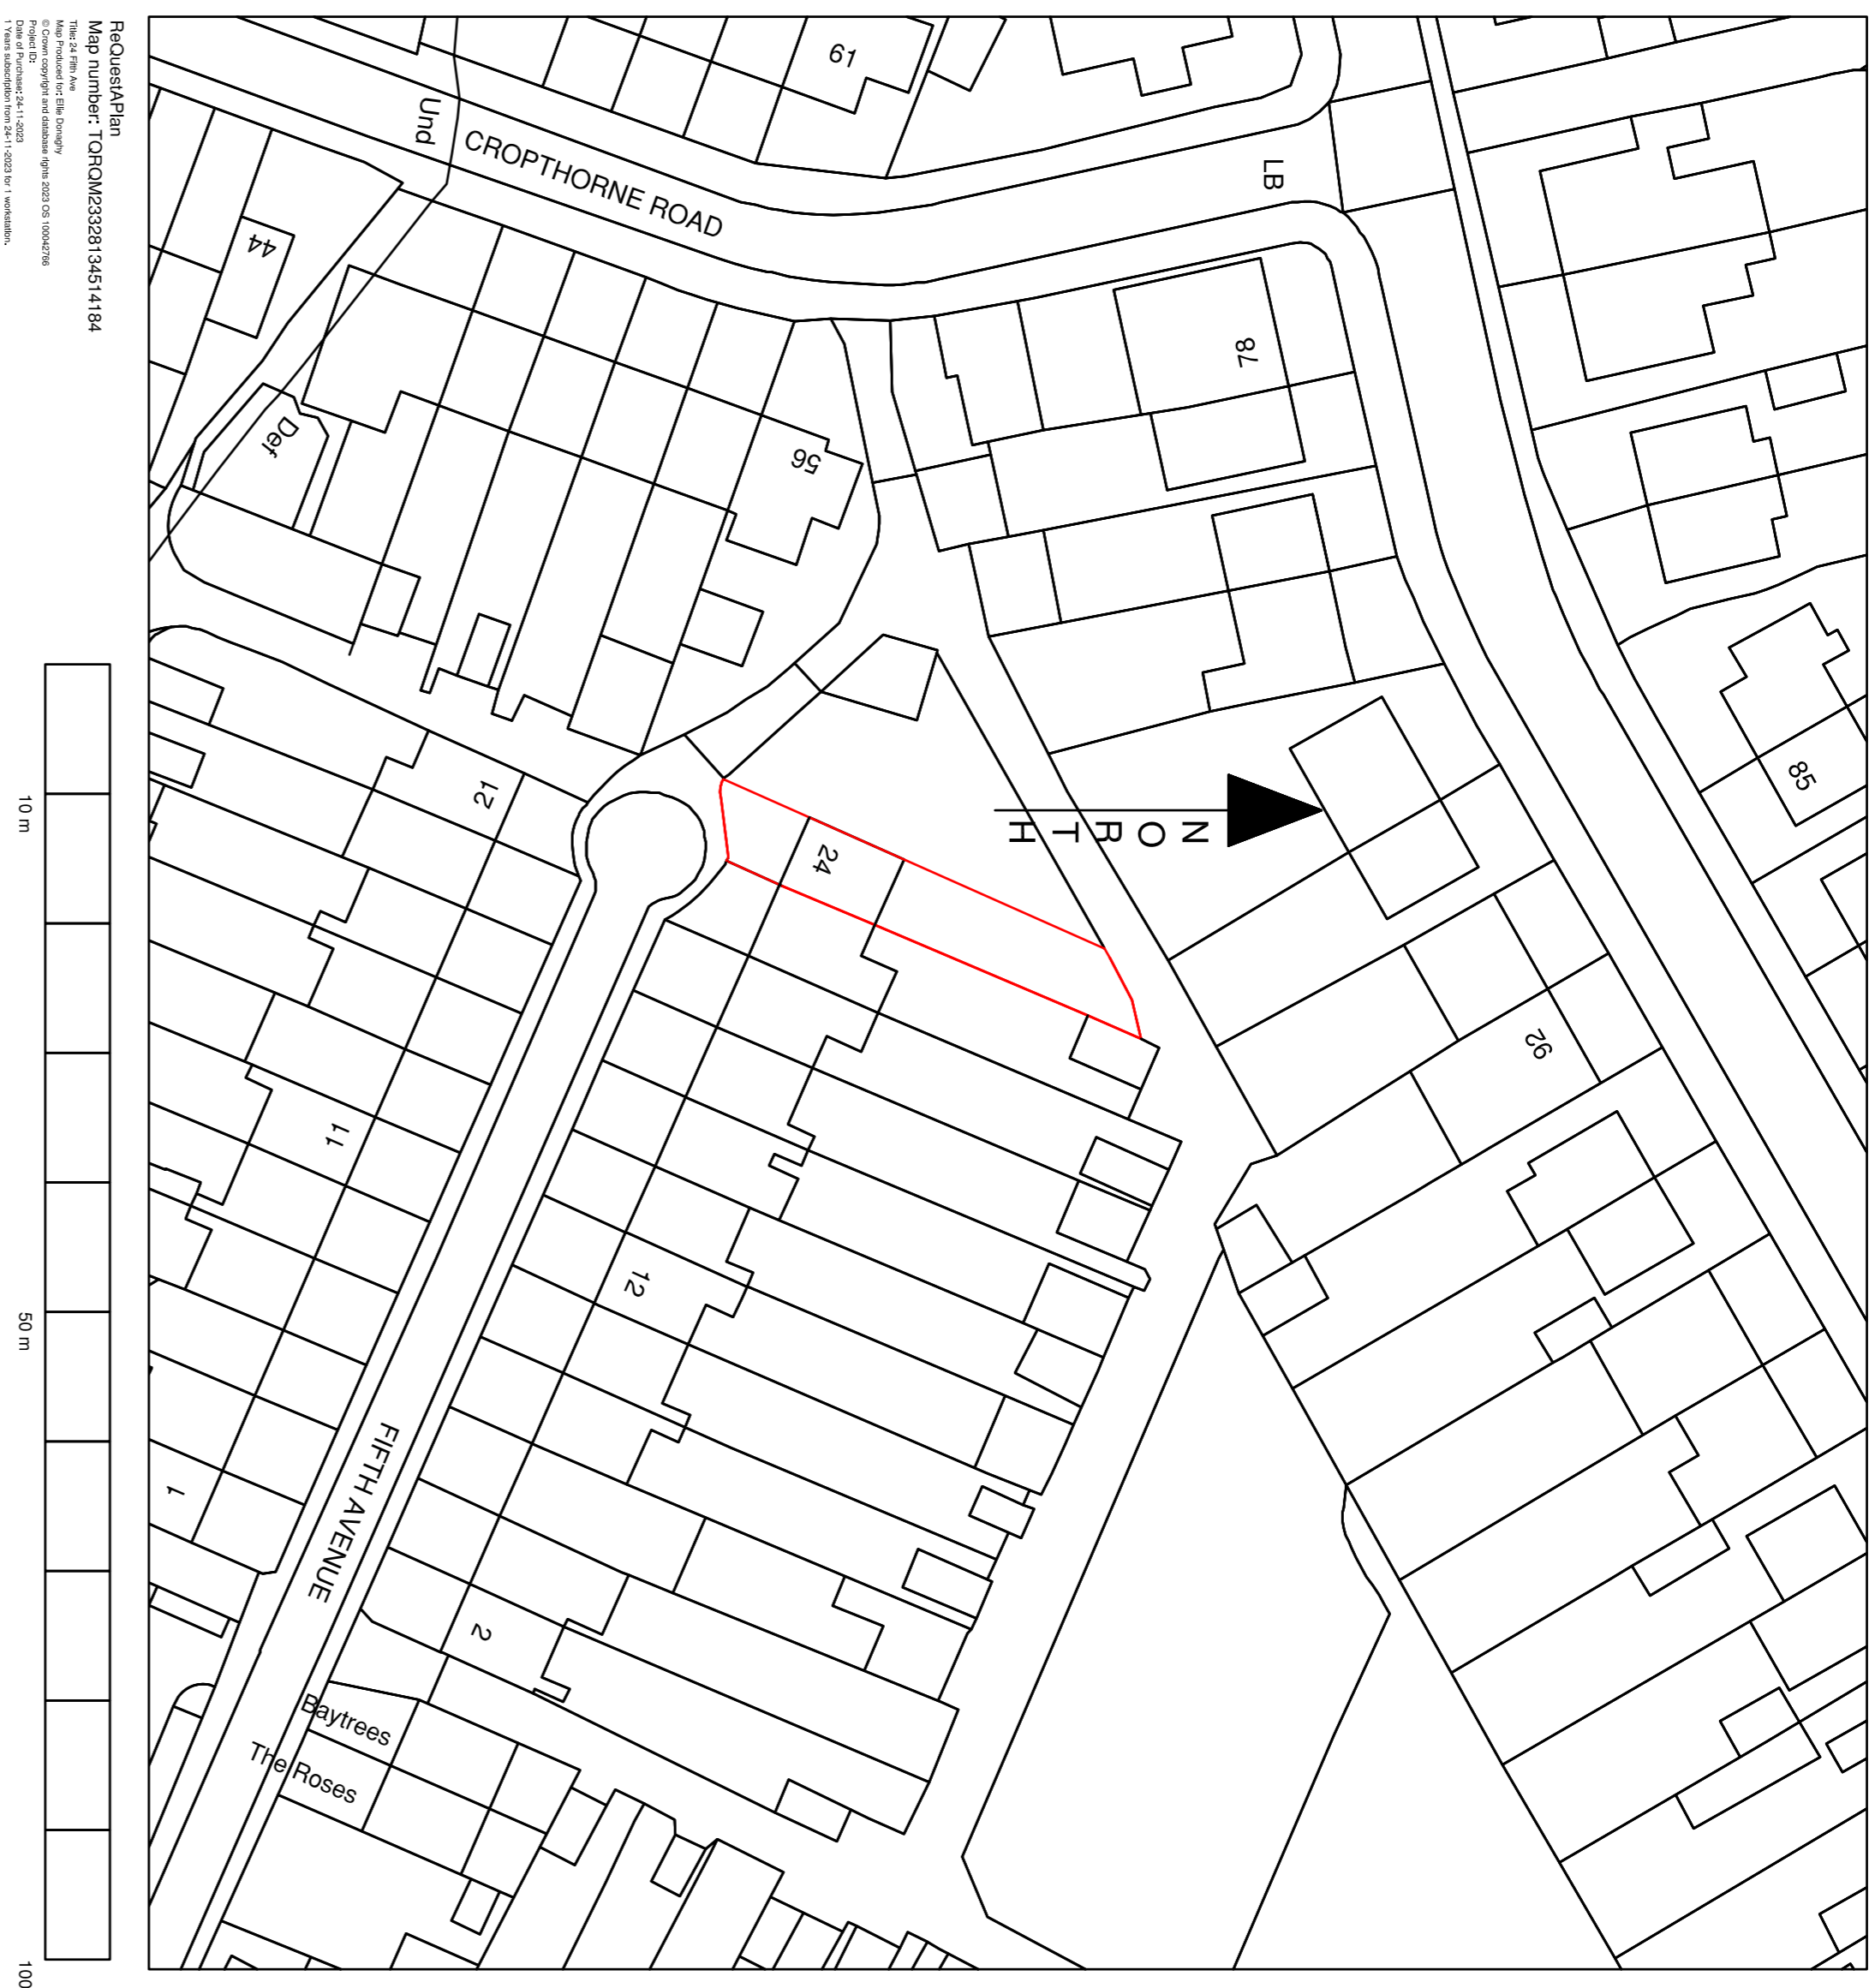 ReQuestAPlan
Map number: TQRQM23328134514184
Title: 24 Fifth Ave
Map Produced for: Ellie Donaghy
© Crown copyright and database rights 2023 OS 100042766
Project ID:
Date of Purchase: 24-11-2023
1 Years subscription from 24-11-2023 for 1 workstation.
61
Und
CROPTHORNE ROAD
LB
44
78
Def
56
85
21
24
NORTH
92
11
12
1
FIFTH AVENUE
2
Baytrees
The Roses
10 m
50 m
100